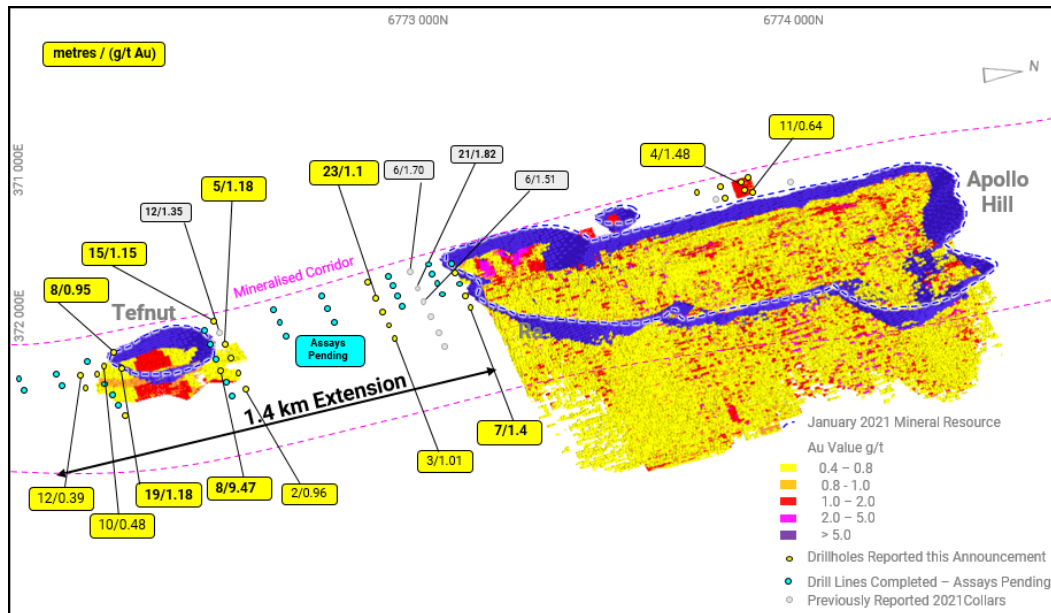 6773 000N
6774 000N
metres / (g/t Au)
N
371 000E
372 000E
11/0.64
4/1.48
21/1.82
6/1.70
6/1.51
23/1.1
5/1.18
12/1.35
15/1.15
8/0.95
Apollo
Hill
Mineralised Corridor
Tefnut
Re
Assays
Pending
1.4 km Extension
7/1.4
3/1.01
2/0.96
8/9.47
19/1.18
10/0.48
12/0.39
January 2021 Mineral Resource
Au Value g/t
0.4 – 0.8
0.8 - 1.0
1.0 – 2.0
2.0 – 5.0
> 5.0
Drillholes Reported this Announcement
Drill Lines Completed – Assays Pending
Previously Reported 2021Collars